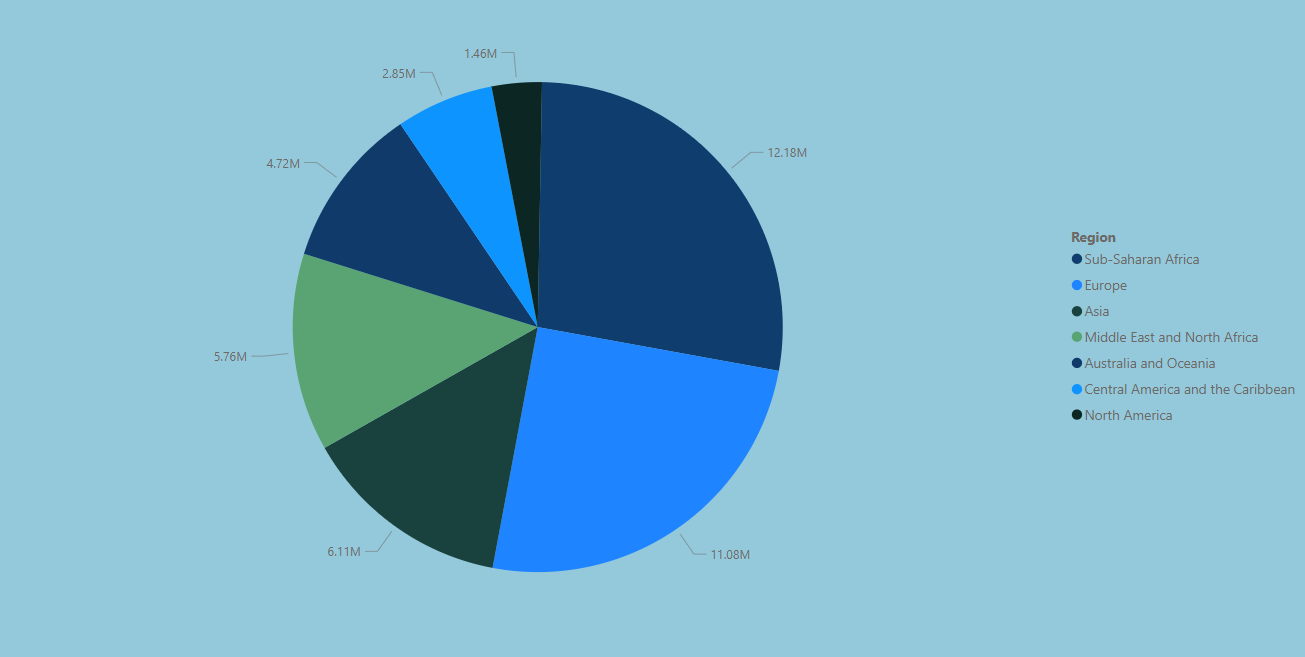 1.46M
2.85M
12.18M
4.72M
5.76M
6.11M
11.08M
Region
Sub-Saharan Africa
Europe
Asia
Middle East and North Africa
Australia and Oceania
Central America and the Caribbean
North America